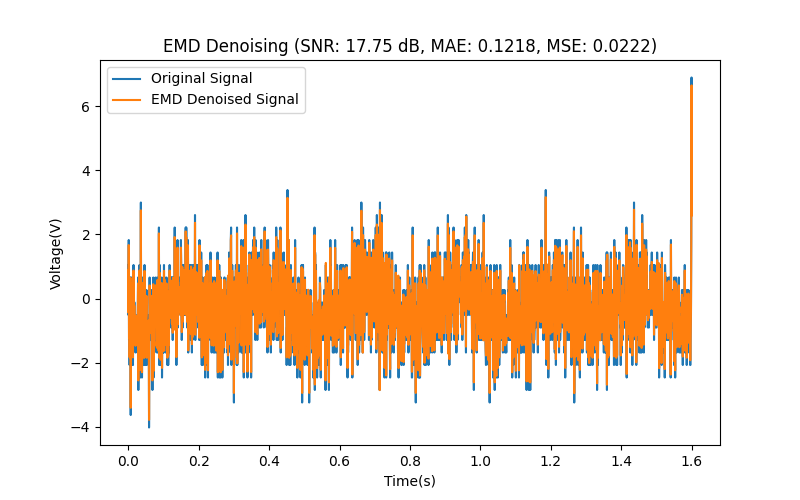 EMD Denoising (SNR: 17.75 dB, MAE: 0.1218, MSE: 0.0222)
Original Signal
EMD Denoised Signal
Voltage(V)
6
4
2
0
−2
−4
0.0 0.2 0.4 0.6 0.8 1.0 1.2 1.4 1.6
Time(s)